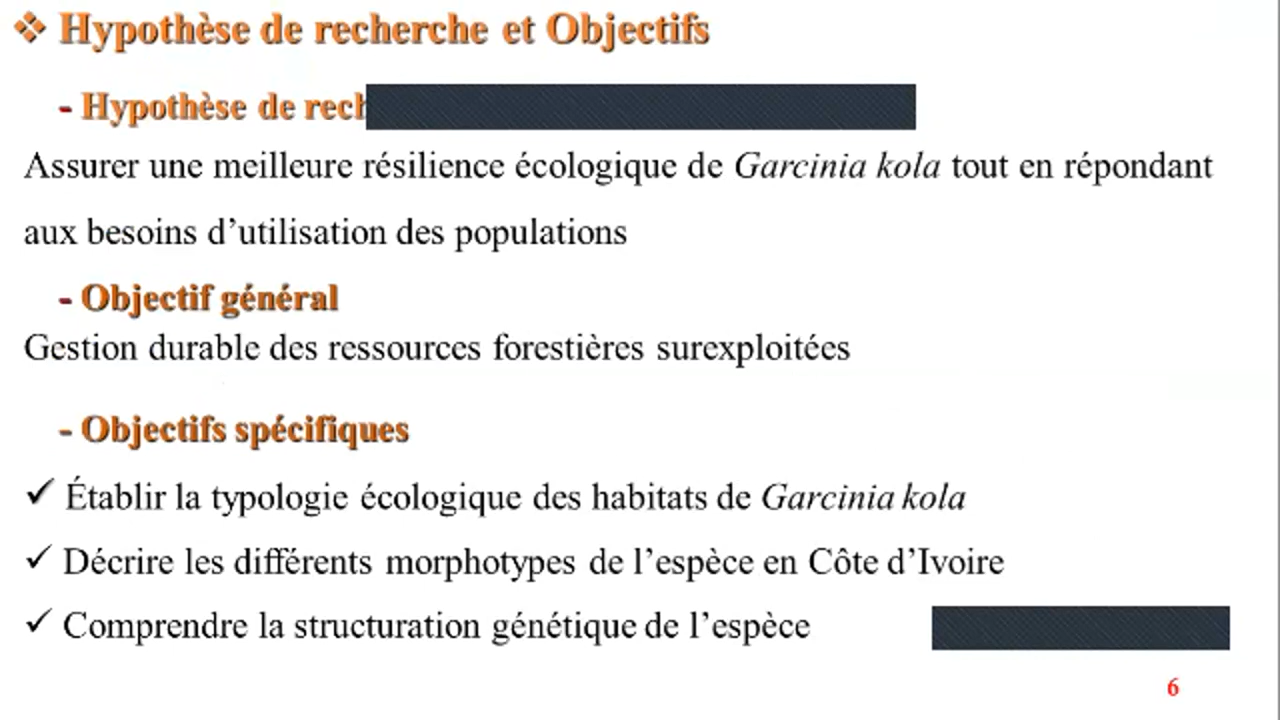 ❖ Hypothèse de recherche et Objectifs
- Hypothèse de
Assurer une meilleure résilience écologique de Garcinia kola tout en répondant
aux besoins d’utilisation des populations
- Objectif général
Gestion durable des ressources forestières surexploitées
- Objectifs spécifiques
✓ Établir la typologie écologique des habitats de Garcinia kola
✓ Décrire les différents morphotypes de l’espèce en Côte d’Ivoire
✓ Comprendre la structuration génétique de l’espèce
6